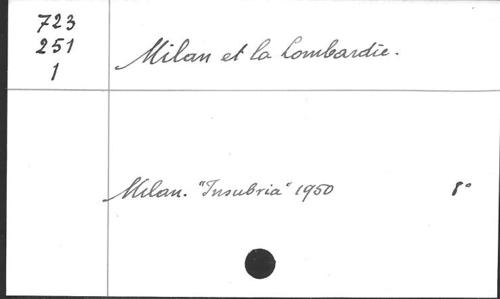 723
251
1
Milan et la Lombardie.
Milan. "Insubria" 1950 8°